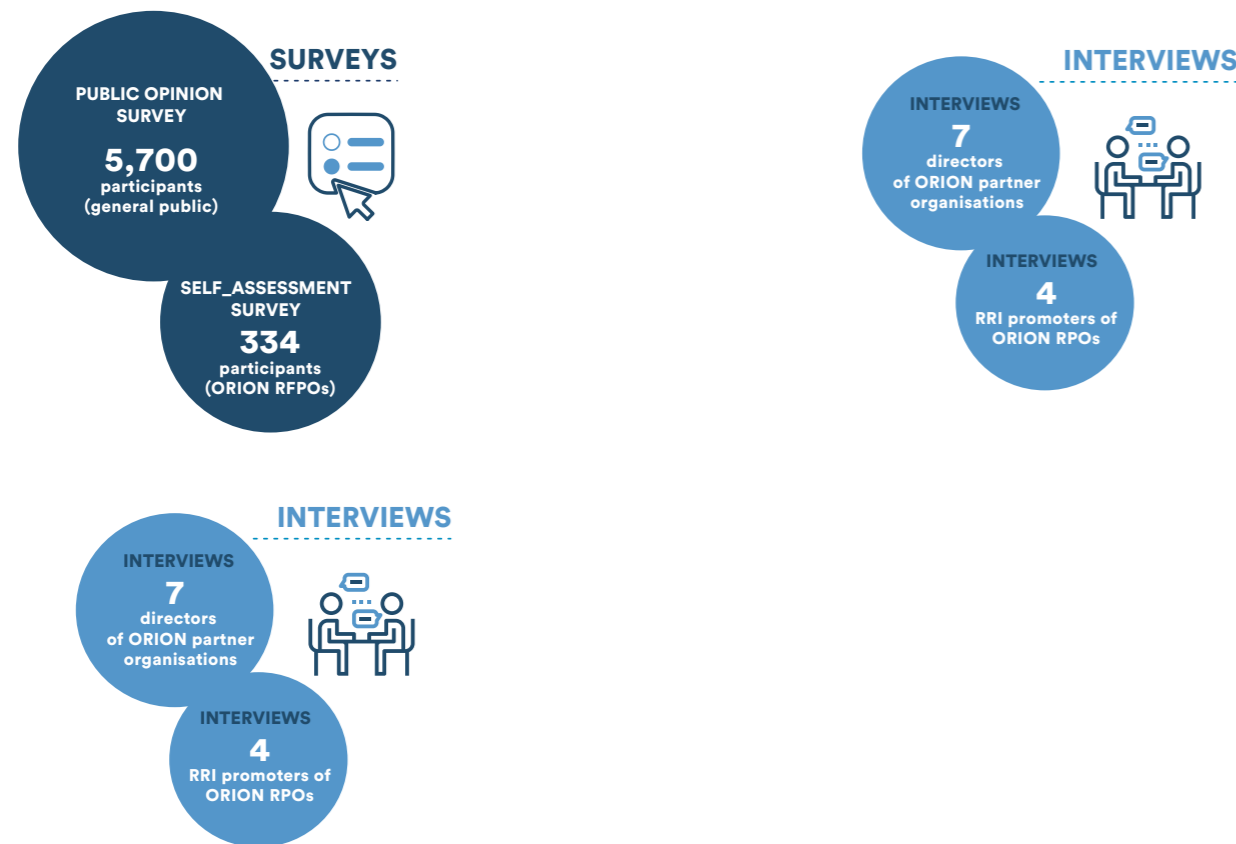 SURVEYS
PUBLIC OPINION
SURVEY
5,700
participants
(general public)
SELF_ASSESSMENT
SURVEY
334
participants
(ORION RFPOs)
INTERVIEWS
INTERVIEWS
7
directors
of ORION partner
organisations
INTERVIEWS
4
RRI promoters of
ORION RPOs
INTERVIEWS
INTERVIEWS
7
directors
of ORION partner
organisations
INTERVIEWS
4
RRI promoters of
ORION RPOs